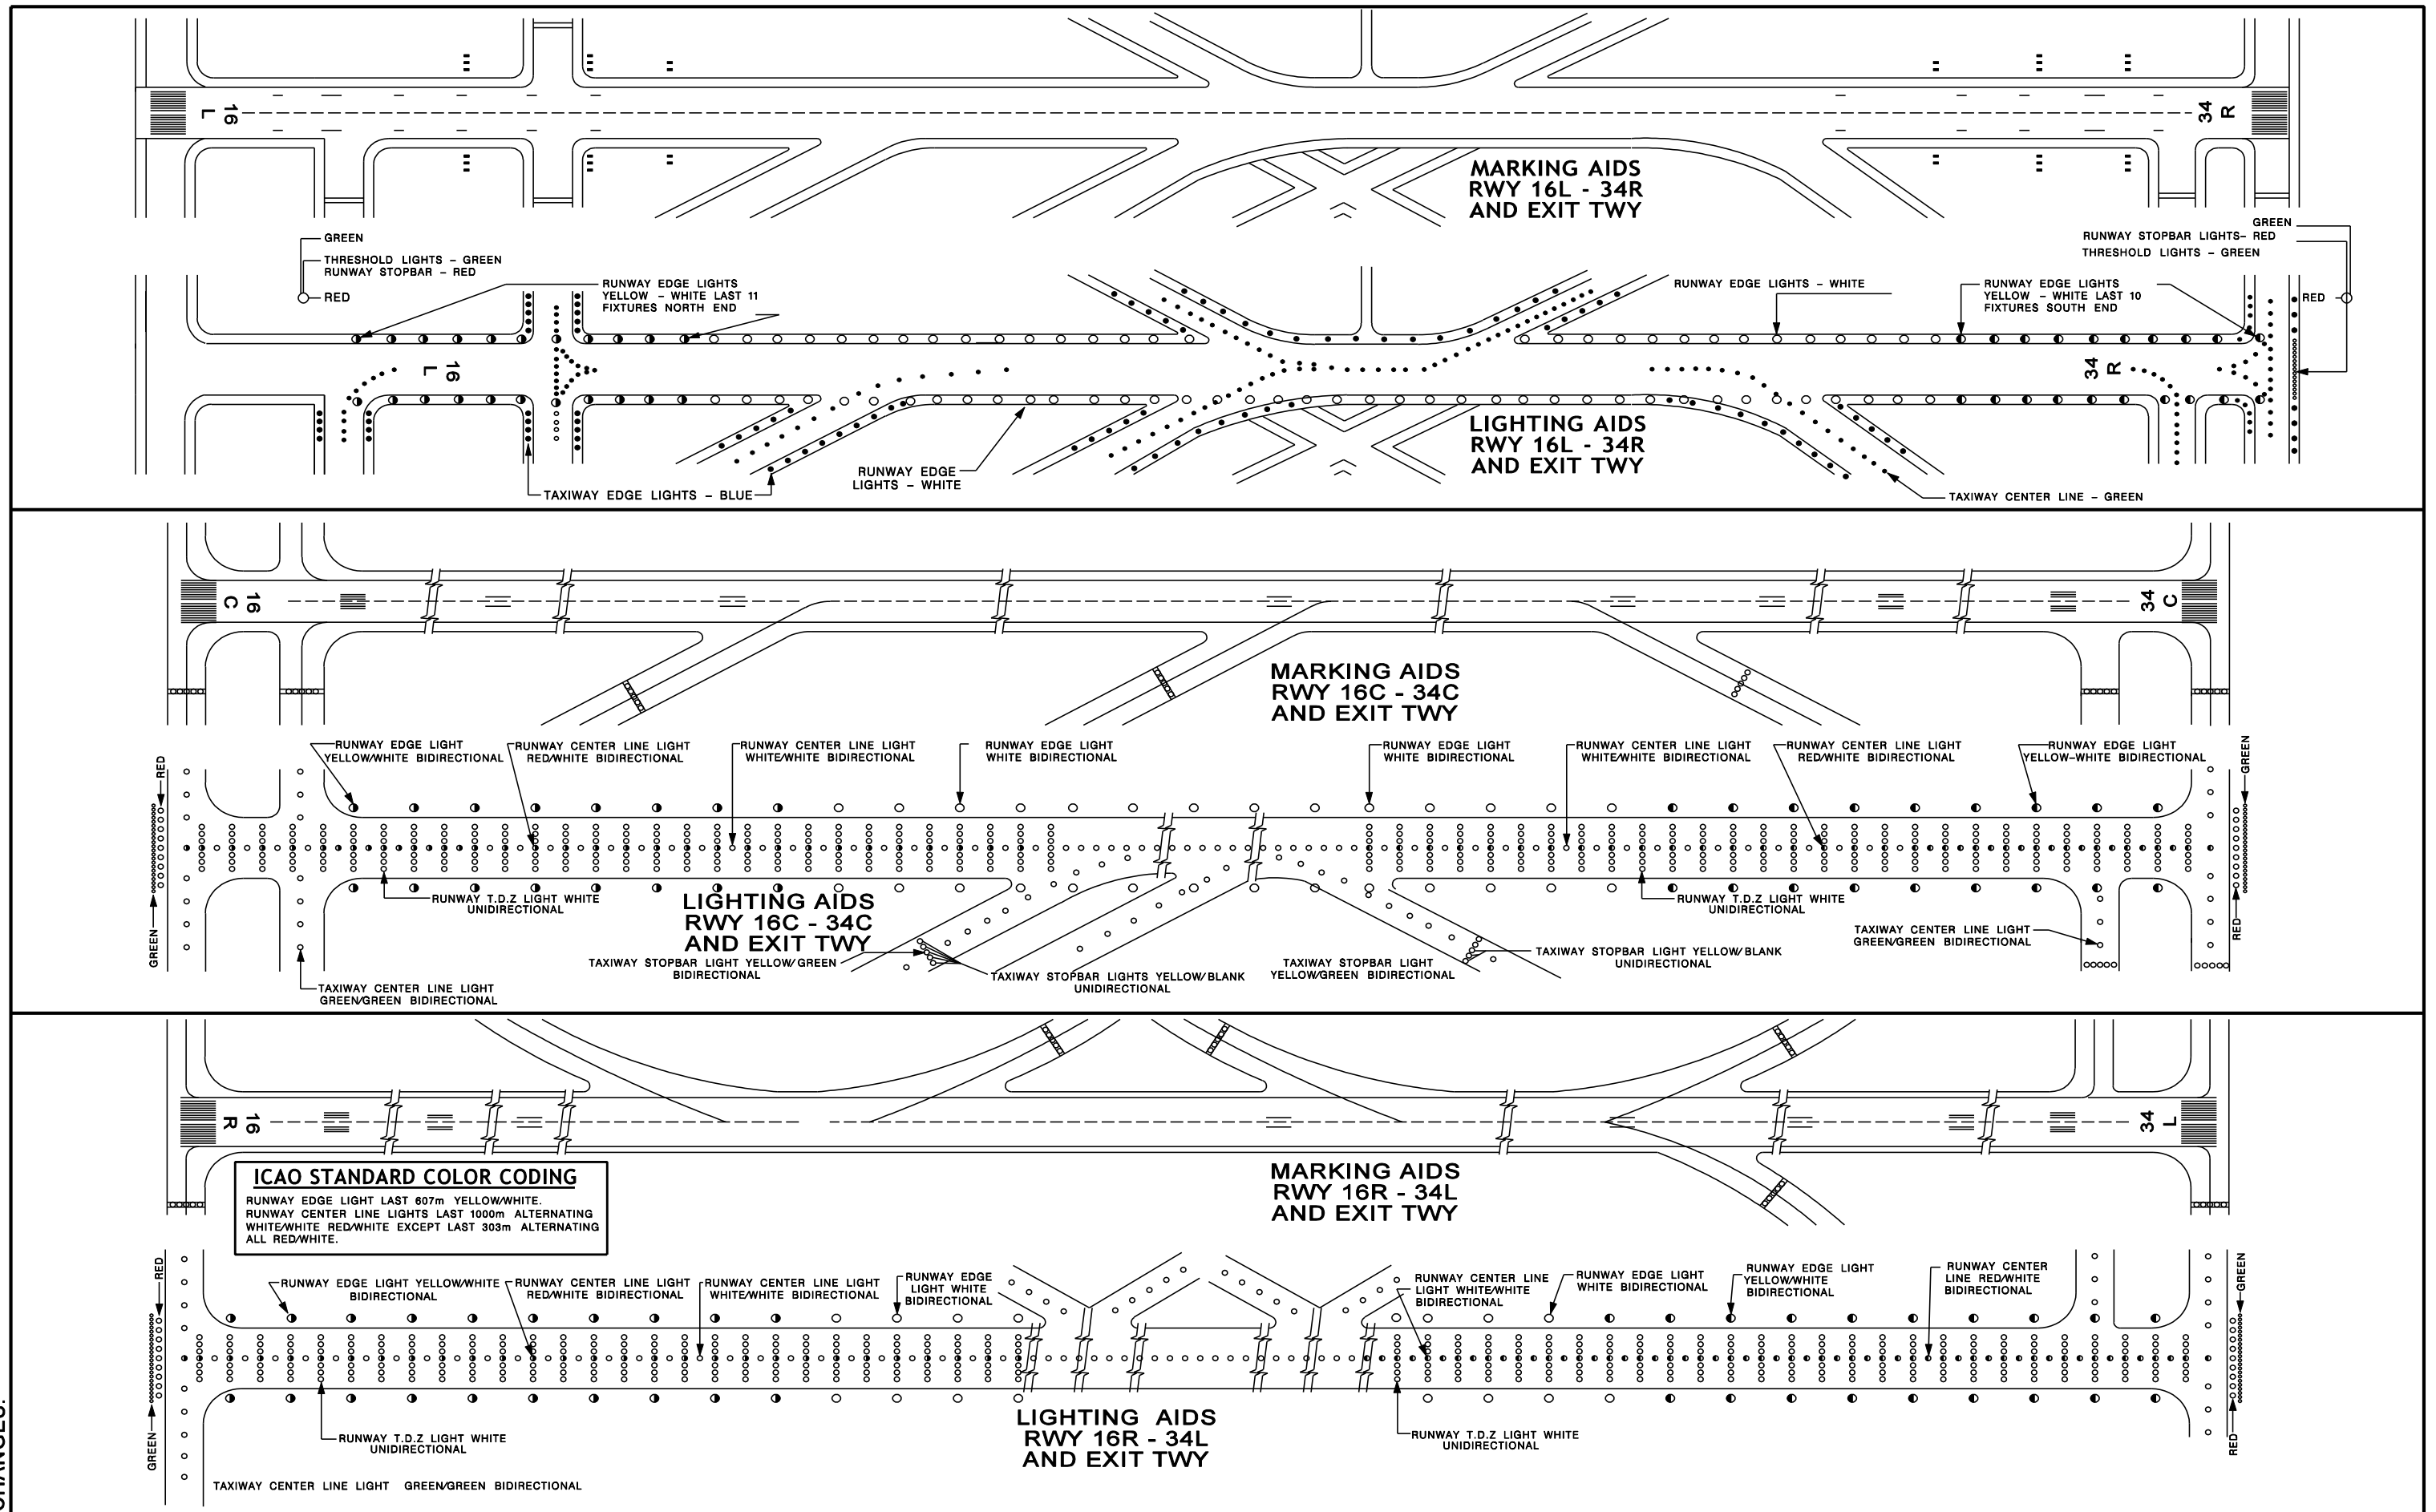 L
16
34
R
MARKING AIDS
RWY 16L - 34R
AND EXIT TWY
GREEN
THRESHOLD LIGHTS - GREEN
RUNWAY STOPBAR - RED
RED
RUNWAY EDGE LIGHTS
YELLOW - WHITE LAST 11
FIXTURES NORTH END
RUNWAY EDGE LIGHTS - WHITE
RUNWAY EDGE LIGHTS
YELLOW - WHITE LAST 10
FIXTURES SOUTH END
GREEN
RUNWAY STOPBAR LIGHTS- RED
THRESHOLD LIGHTS - GREEN
RED
L
16
34
R
LIGHTING AIDS
RWY 16L - 34R
AND EXIT TWY
RUNWAY EDGE
LIGHTS - WHITE
TAXIWAY EDGE LIGHTS - BLUE
TAXIWAY CENTER LINE - GREEN
C
16
34
C
MARKING AIDS
RWY 16C - 34C
AND EXIT TWY
RED
GREEN
RUNWAY EDGE LIGHT
YELLOW/WHITE BIDIRECTIONAL
RUNWAY CENTER LINE LIGHT
RED/WHITE BIDIRECTIONAL
RUNWAY CENTER LINE LIGHT
WHITE/WHITE BIDIRECTIONAL
RUNWAY EDGE LIGHT
WHITE BIDIRECTIONAL
RUNWAY EDGE LIGHT
WHITE BIDIRECTIONAL
RUNWAY CENTER LINE LIGHT
WHITE/WHITE BIDIRECTIONAL
RUNWAY CENTER LINE LIGHT
RED/WHITE BIDIRECTIONAL
RUNWAY EDGE LIGHT
YELLOW-WHITE BIDIRECTIONAL
GREEN
RED
RUNWAY T.D.Z LIGHT WHITE
UNIDIRECTIONAL
LIGHTING AIDS
RWY 16C - 34C
AND EXIT TWY
RUNWAY T.D.Z LIGHT WHITE
UNIDIRECTIONAL
TAXIWAY CENTER LINE LIGHT
GREEN/GREEN BIDIRECTIONAL
TAXIWAY STOPBAR LIGHT YELLOW/GREEN
BIDIRECTIONAL
TAXIWAY STOPBAR LIGHTS YELLOW/BLANK
UNIDIRECTIONAL
TAXIWAY STOPBAR LIGHT
YELLOW/GREEN BIDIRECTIONAL
TAXIWAY STOPBAR LIGHT YELLOW/BLANK
UNIDIRECTIONAL
TAXIWAY CENTER LINE LIGHT
GREEN/GREEN BIDIRECTIONAL
R
16
34
L
ICAO STANDARD COLOR CODING
RUNWAY EDGE LIGHT LAST 607m YELLOW/WHITE.
RUNWAY CENTER LINE LIGHTS LAST 1000m ALTERNATING
WHITE/WHITE RED/WHITE EXCEPT LAST 303m ALTERNATING
ALL RED/WHITE.
MARKING AIDS
RWY 16R - 34L
AND EXIT TWY
RED
GREEN
RUNWAY EDGE LIGHT YELLOW/WHITE
BIDIRECTIONAL
RUNWAY CENTER LINE LIGHT
RED/WHITE BIDIRECTIONAL
RUNWAY CENTER LINE LIGHT
WHITE/WHITE BIDIRECTIONAL
RUNWAY EDGE
LIGHT WHITE
BIDIRECTIONAL
RUNWAY CENTER LINE
LIGHT WHITE/WHITE
BIDIRECTIONAL
RUNWAY EDGE LIGHT
WHITE BIDIRECTIONAL
RUNWAY EDGE LIGHT
YELLOW/WHITE
BIDIRECTIONAL
RUNWAY CENTER
LINE RED/WHITE
BIDIRECTIONAL
GREEN
RED
RUNWAY T.D.Z LIGHT WHITE
UNIDIRECTIONAL
LIGHTING AIDS
RWY 16R - 34L
AND EXIT TWY
RUNWAY T.D.Z LIGHT WHITE
UNIDIRECTIONAL
TAXIWAY CENTER LINE LIGHT GREEN/GREEN BIDIRECTIONAL